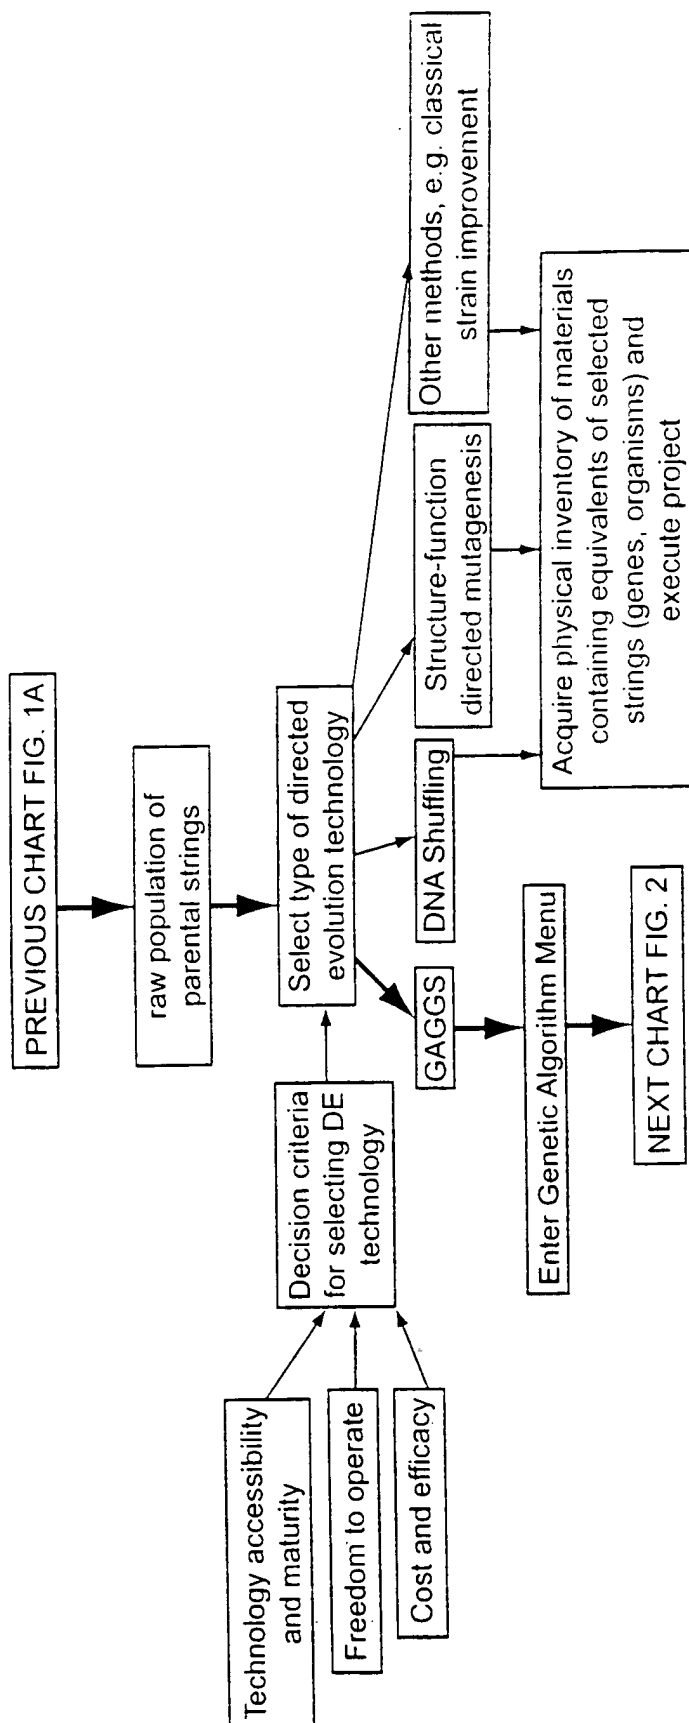 PREVIOUS CHART FIG. 1A
raw population of
parental strings
Technology accessibility
and maturity
Freedom to operate
Cost and efficacy
Decision criteria
for selecting DE
technology
Select type of directed
evolution technology
GAGGS
DNA Shuffling
Structure-function
directed mutagenesis
Other methods, e.g. classical
strain improvement
Enter Genetic Algorithm Menu
Acquire physical inventory of materials
containing equivalents of selected
strings (genes, organisms) and
execute project
NEXT CHART FIG. 2